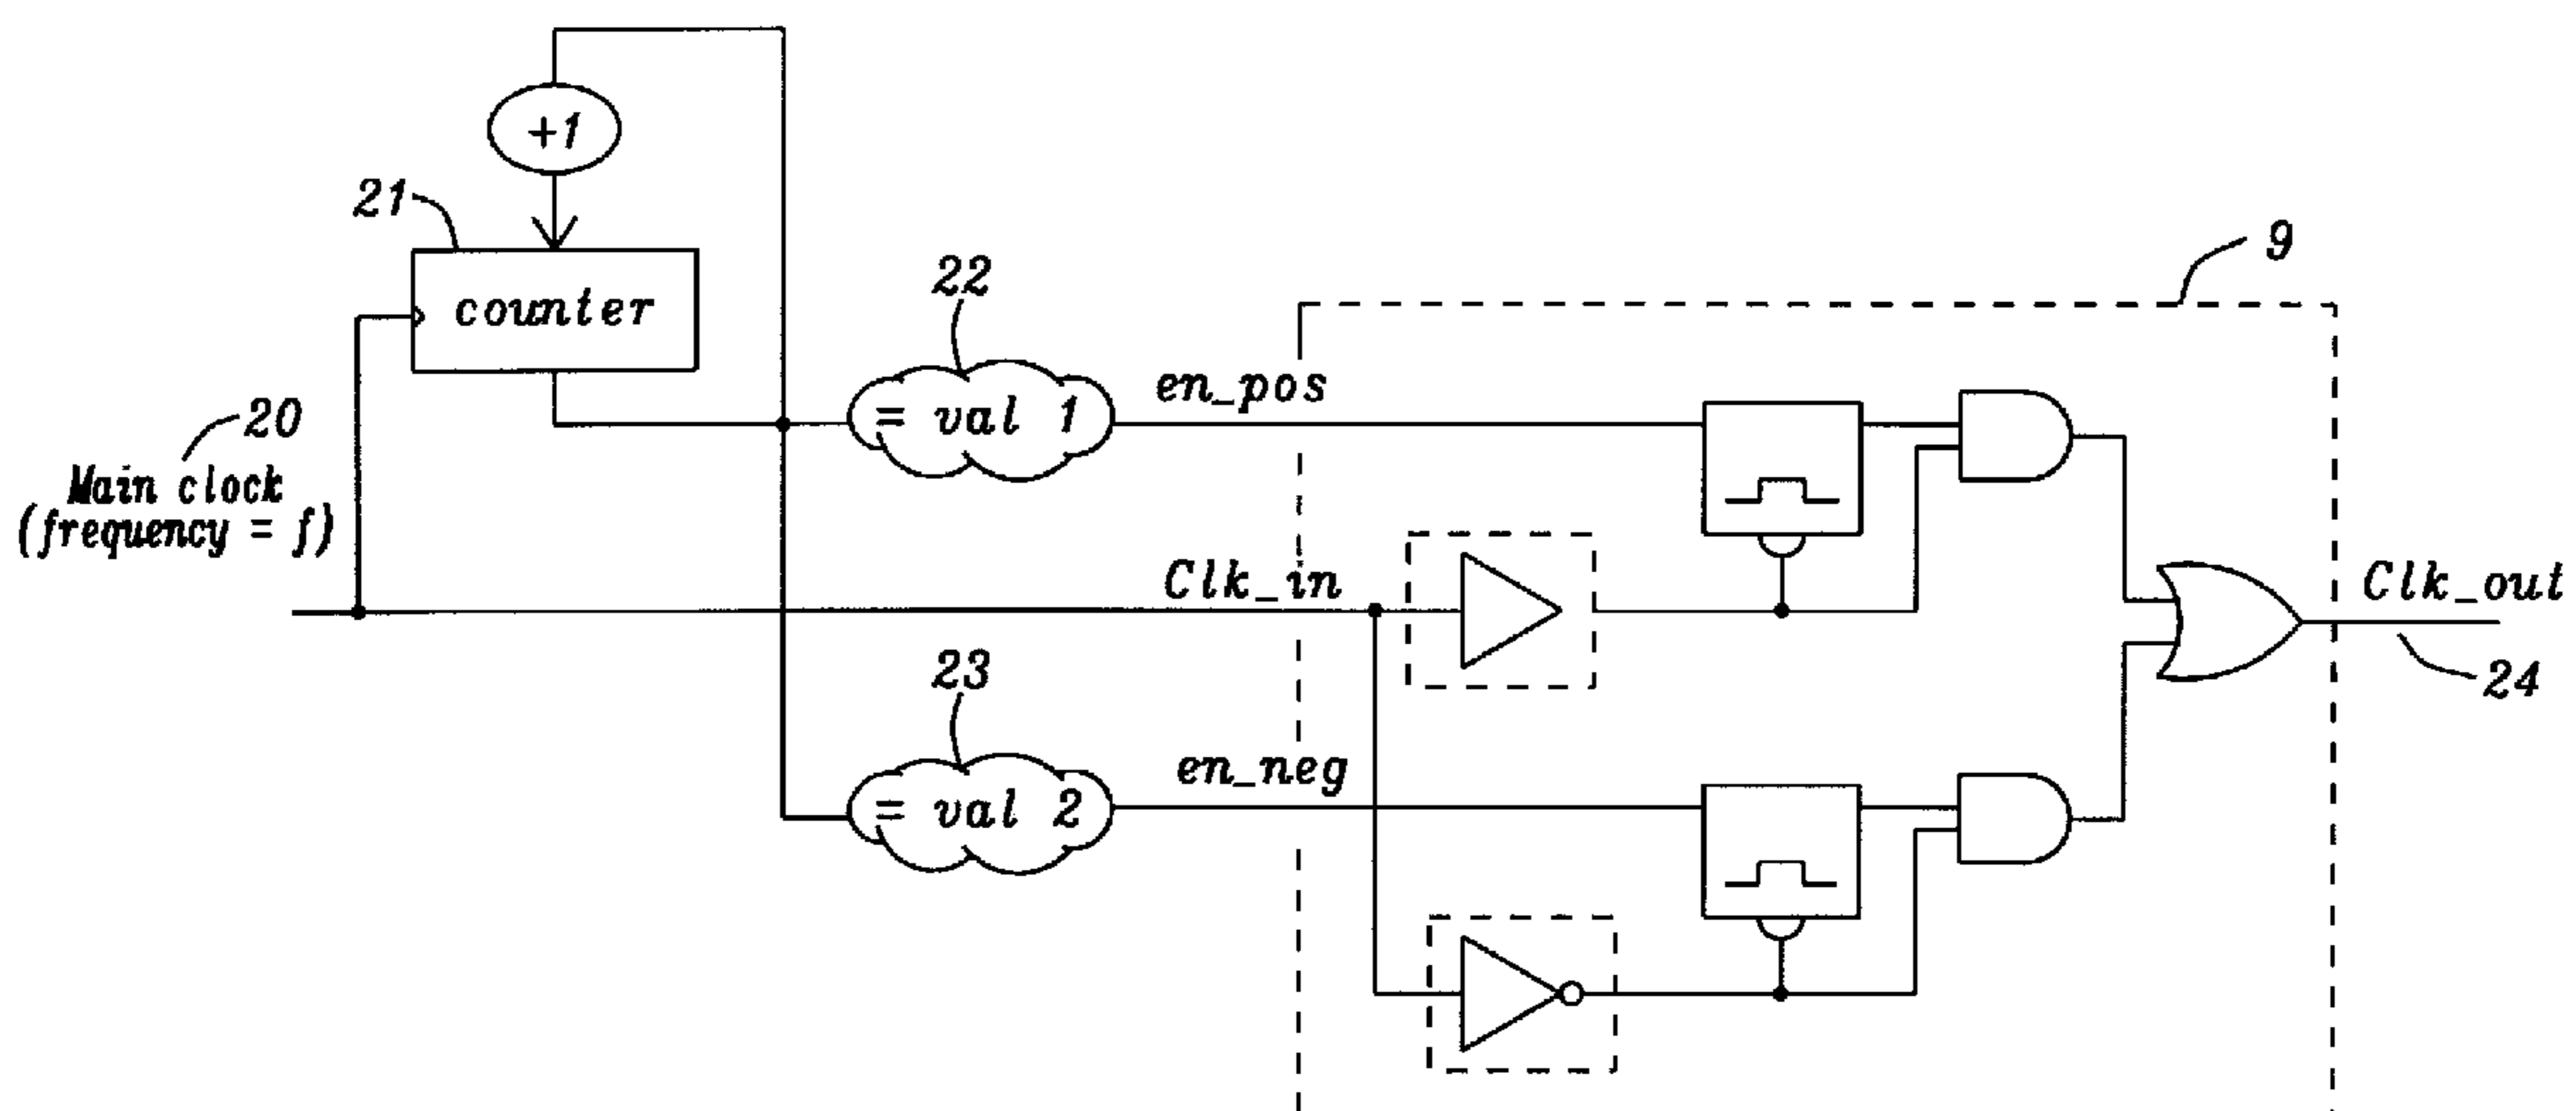 +1
21
counter
20
Main clock
(frequency = f)
22
= val 1
en_pos
9
Clk_in
Clk_out
24
23
= val 2
en_neg